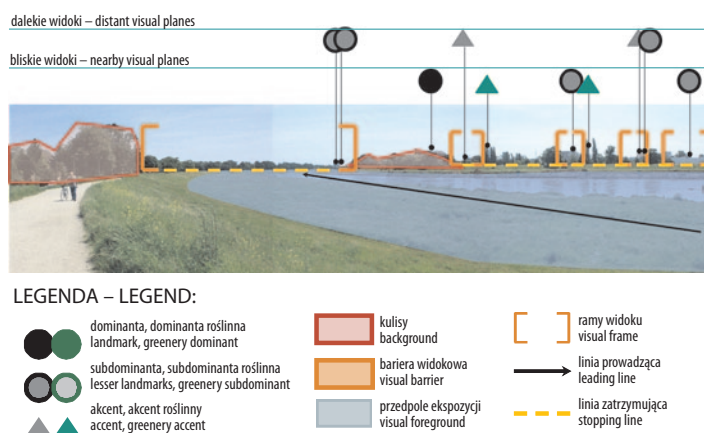 dalekie widoki – distant visual planes
bliskie widoki – nearby visual planes
LEGENDA – LEGEND:
dominanta, dominanta roślinna
landmark, greenery dominant
subdominanta, subdominanta roślinna
lesser landmarks, greenery subdominant
akcent, akcent roślinny
accent, greenery accent
kulisy
background
bariera widokowa
visual barrier
przedpole ekspozycji
visual foreground
ramy widoku
visual frame
linia prowadząca
leading line
linia zatrzymująca
stopping line